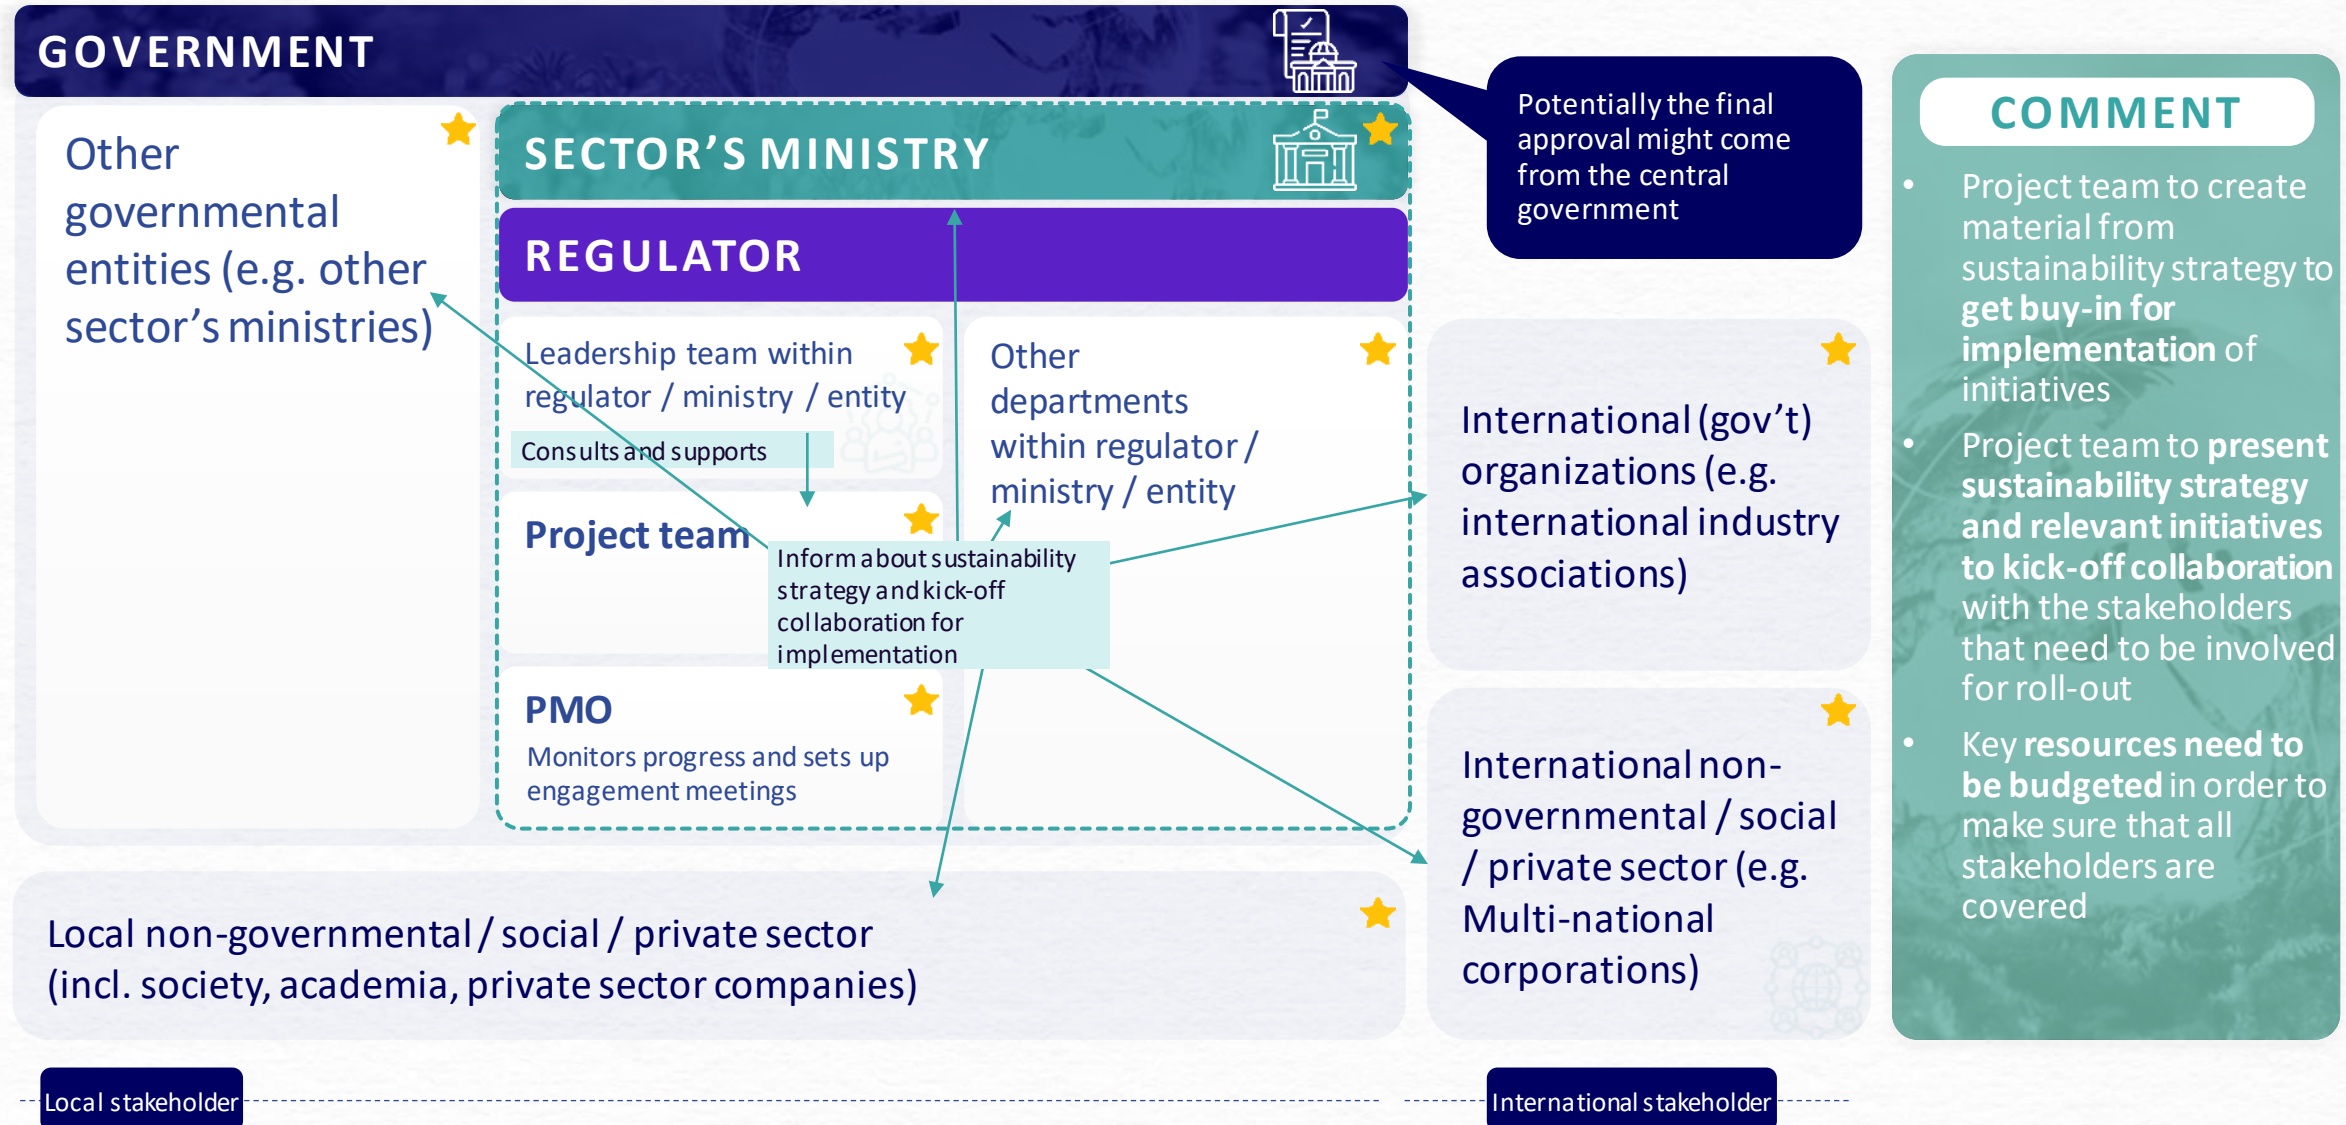 GOVERNMENT
Other
governmental
entities (e.g. other
sector’s ministries)
SECTOR’S MINISTRY
REGULATOR
Leadership team within
regulator / ministry / entity
Consults and supports
Project team
Inform about sustainability
strategy and kick-off
collaboration for
implementation
PMO
Monitors progress and sets up
engagement meetings
Other
departments
within regulator /
ministry / entity
Potentially the final
approval might come
from the central
government
International (gov’t)
organizations (e.g.
international industry
associations)
International non-
governmental / social
/ private sector (e.g.
Multi-national
corporations)
Local non-governmental / social / private sector
(incl. society, academia, private sector companies)
Local stakeholder
International stakeholder
COMMENT
• Project team to create
material from
sustainability strategy to
get buy-in for
implementation of
initiatives
• Project team to present
sustainability strategy
and relevant initiatives
to kick-off collaboration
with the stakeholders
that need to be involved
for roll-out
• Key resources need to
be budgeted in order to
make sure that all
stakeholders are
covered